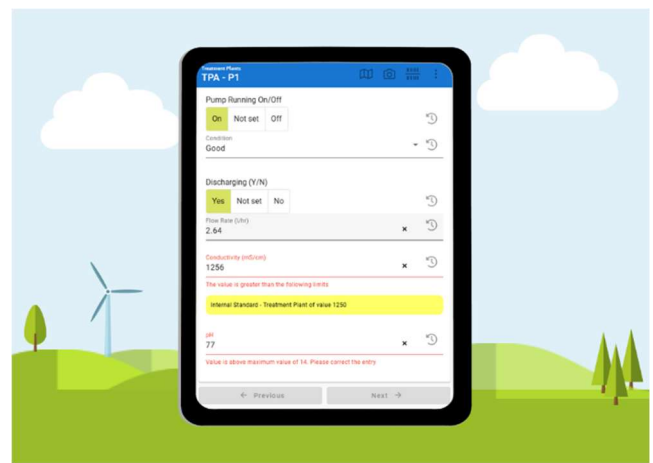 Treatment Plants
TPA - P1
Pump Running On/Off
On Not set Off
Condition
Good
Discharging (Y/N)
Yes Not set No
Flow Rate (l/hr)
2.64
Conductivity (mS/cm)
1256
The value is greater than the following limits
Internal Standard - Treatment Plant of value 1250
pH
77
Value is above maximum value of 14. Please correct the entry
← Previous Next →